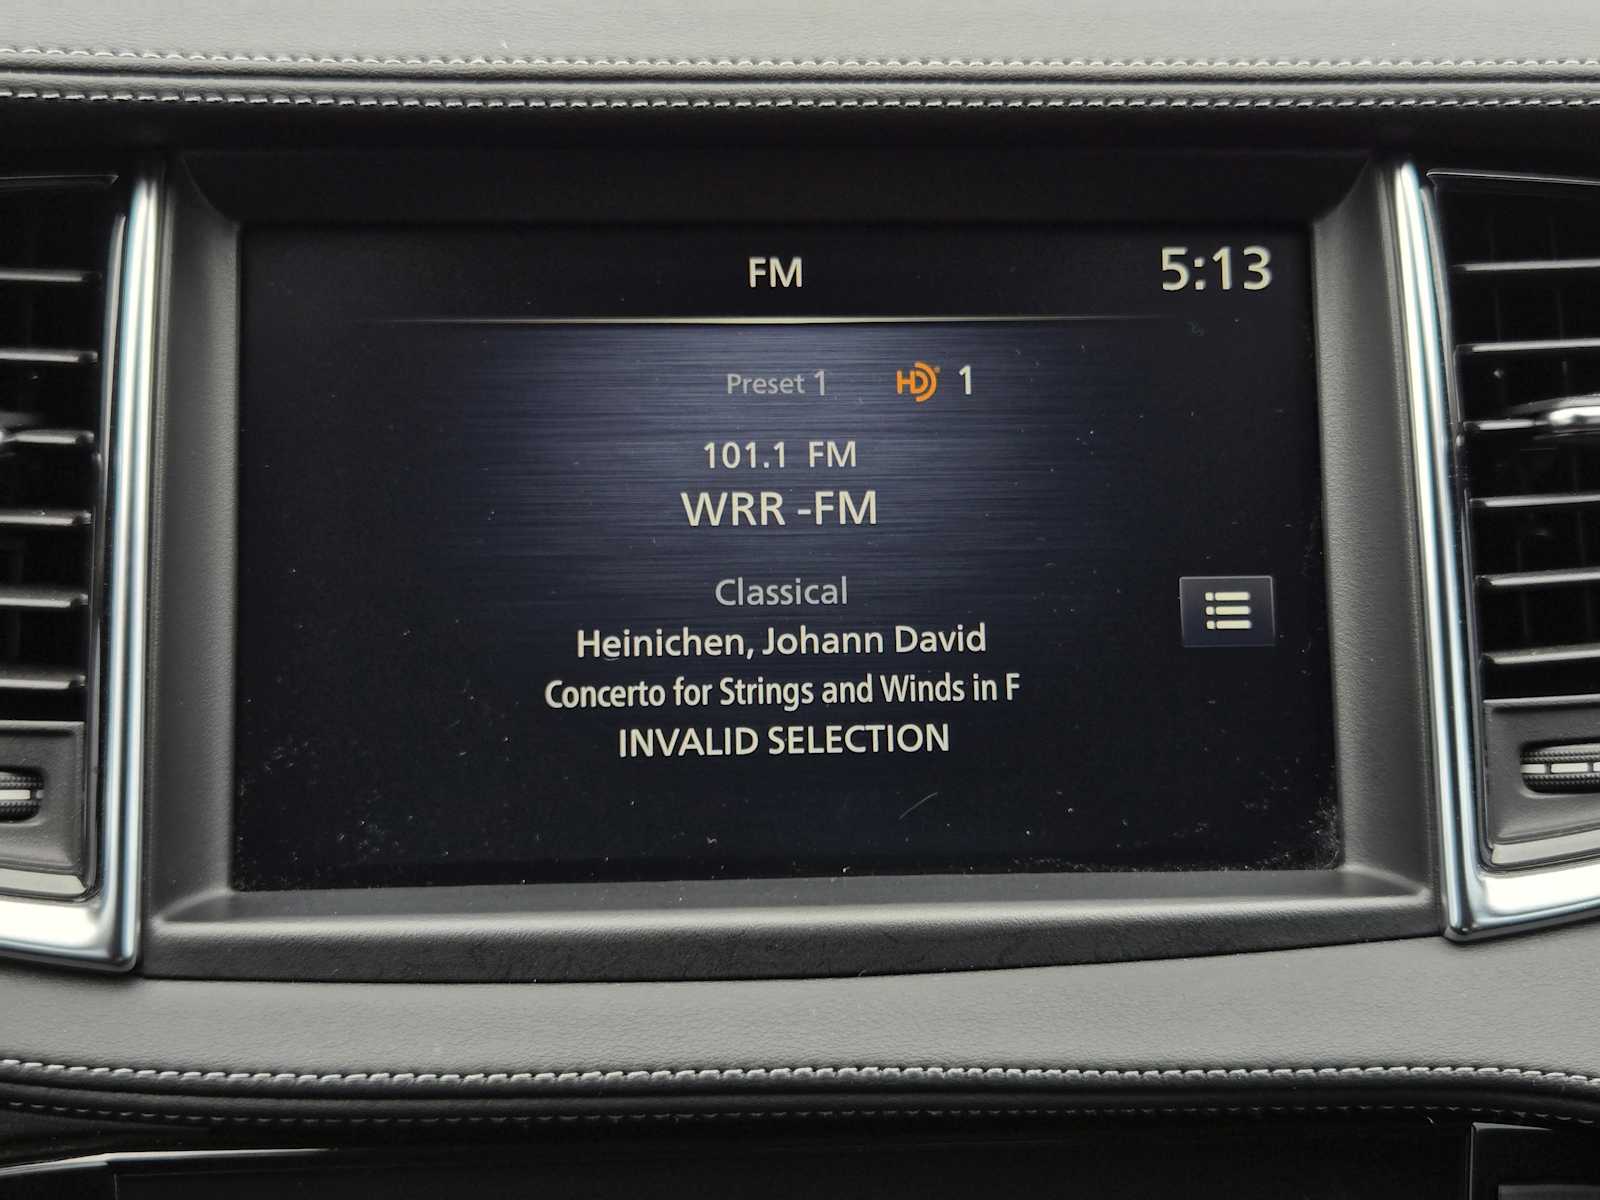 FM
5:13
Preset 1
HD 1
101.1 FM
WRR -FM
Classical
Heinichen, Johann David
Concerto for Strings and Winds in F
INVALID SELECTION